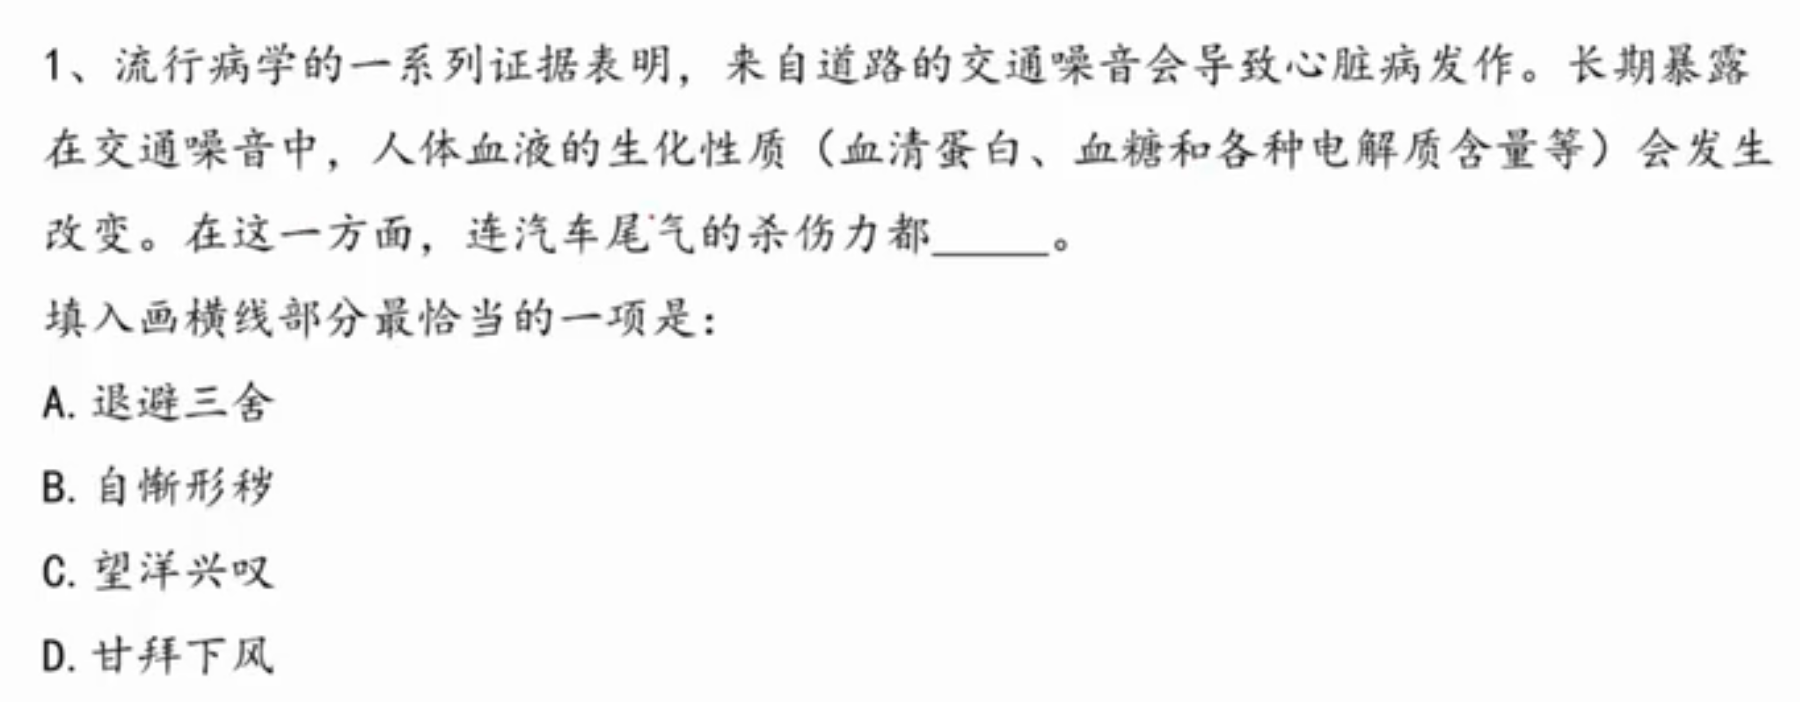 1、流行病学的一系列证据表明，来自道路的交通噪音会导致心脏病发作。长期暴露
在交通噪音中，人体血液的生化性质（血清蛋白、血糖和各种电解质含量等）会发生
改变。在这一方面，连汽车尾气的杀伤力都_____。
填入画横线部分最恰当的一项是：
A. 退避三舍
B. 自惭形秽
C. 望洋兴叹
D. 甘拜下风